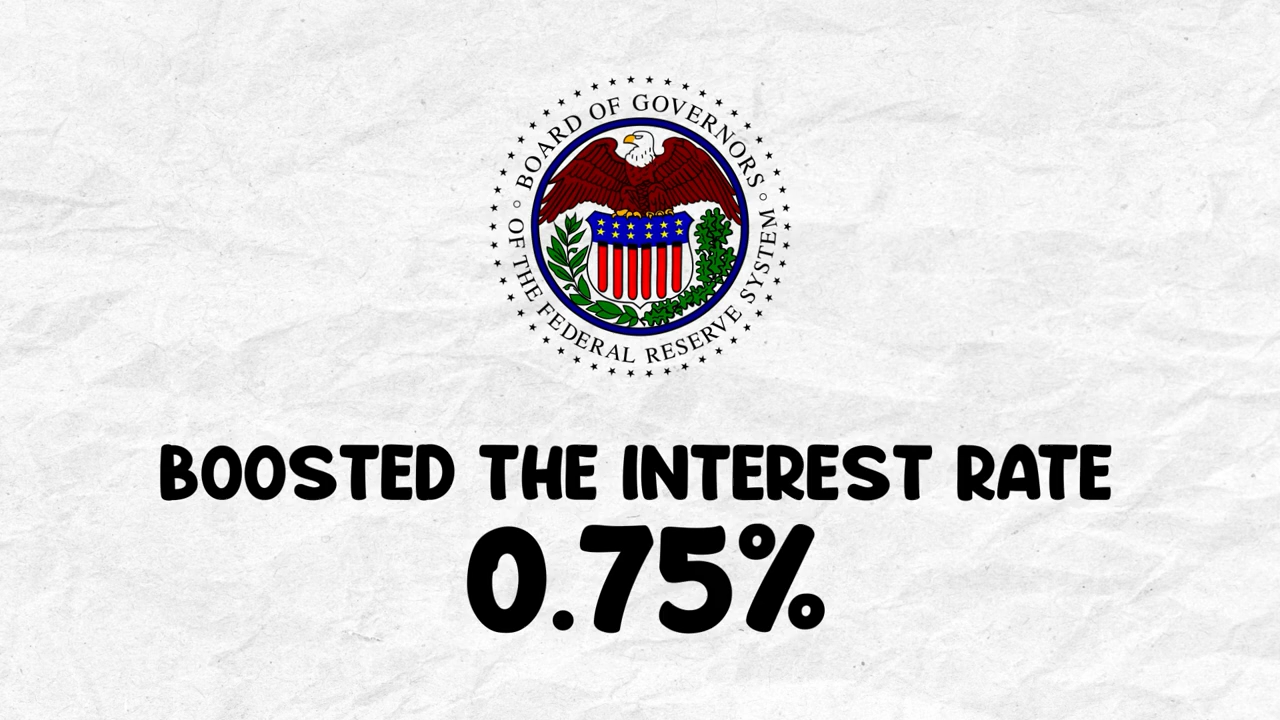 BOARD OF GOVERNORS
OF THE FEDERAL RESERVE SYSTEM
BOOSTED THE INTEREST RATE
0.75%